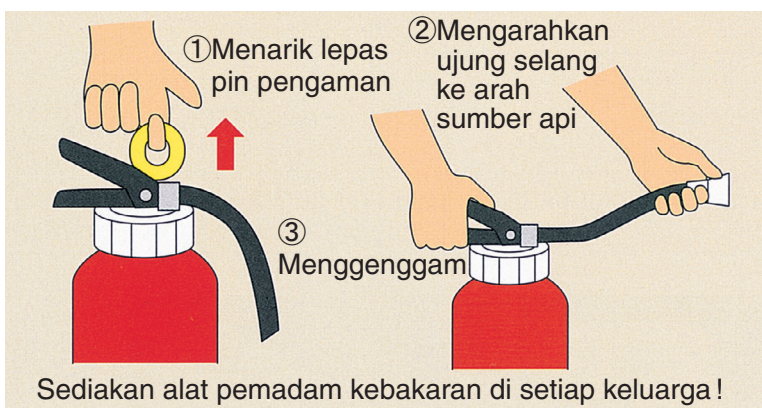 ①Menarik lepas
pin pengaman
②Mengarahkan
ujung selang
ke arah
sumber api
③
Menggenggam
Sediakan alat pemadam kebakaran di setiap keluarga!